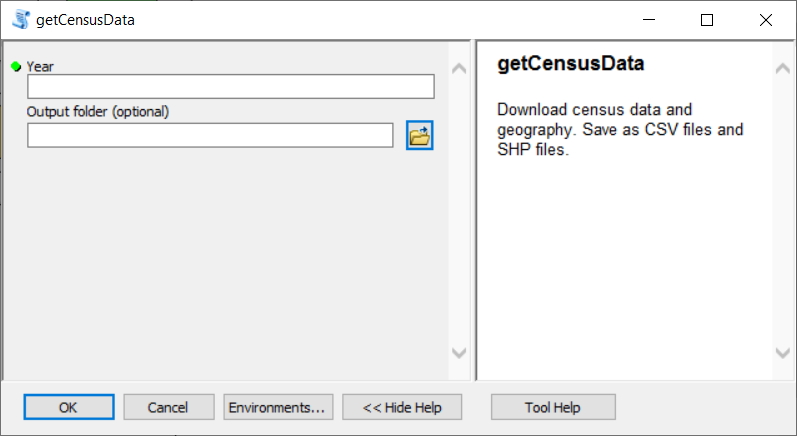 getCensusData
Year
Output folder (optional)
getCensusData
Download census data and
geography. Save as CSV files and
SHP files.
OK
Cancel
Environments...
<< Hide Help
Tool Help